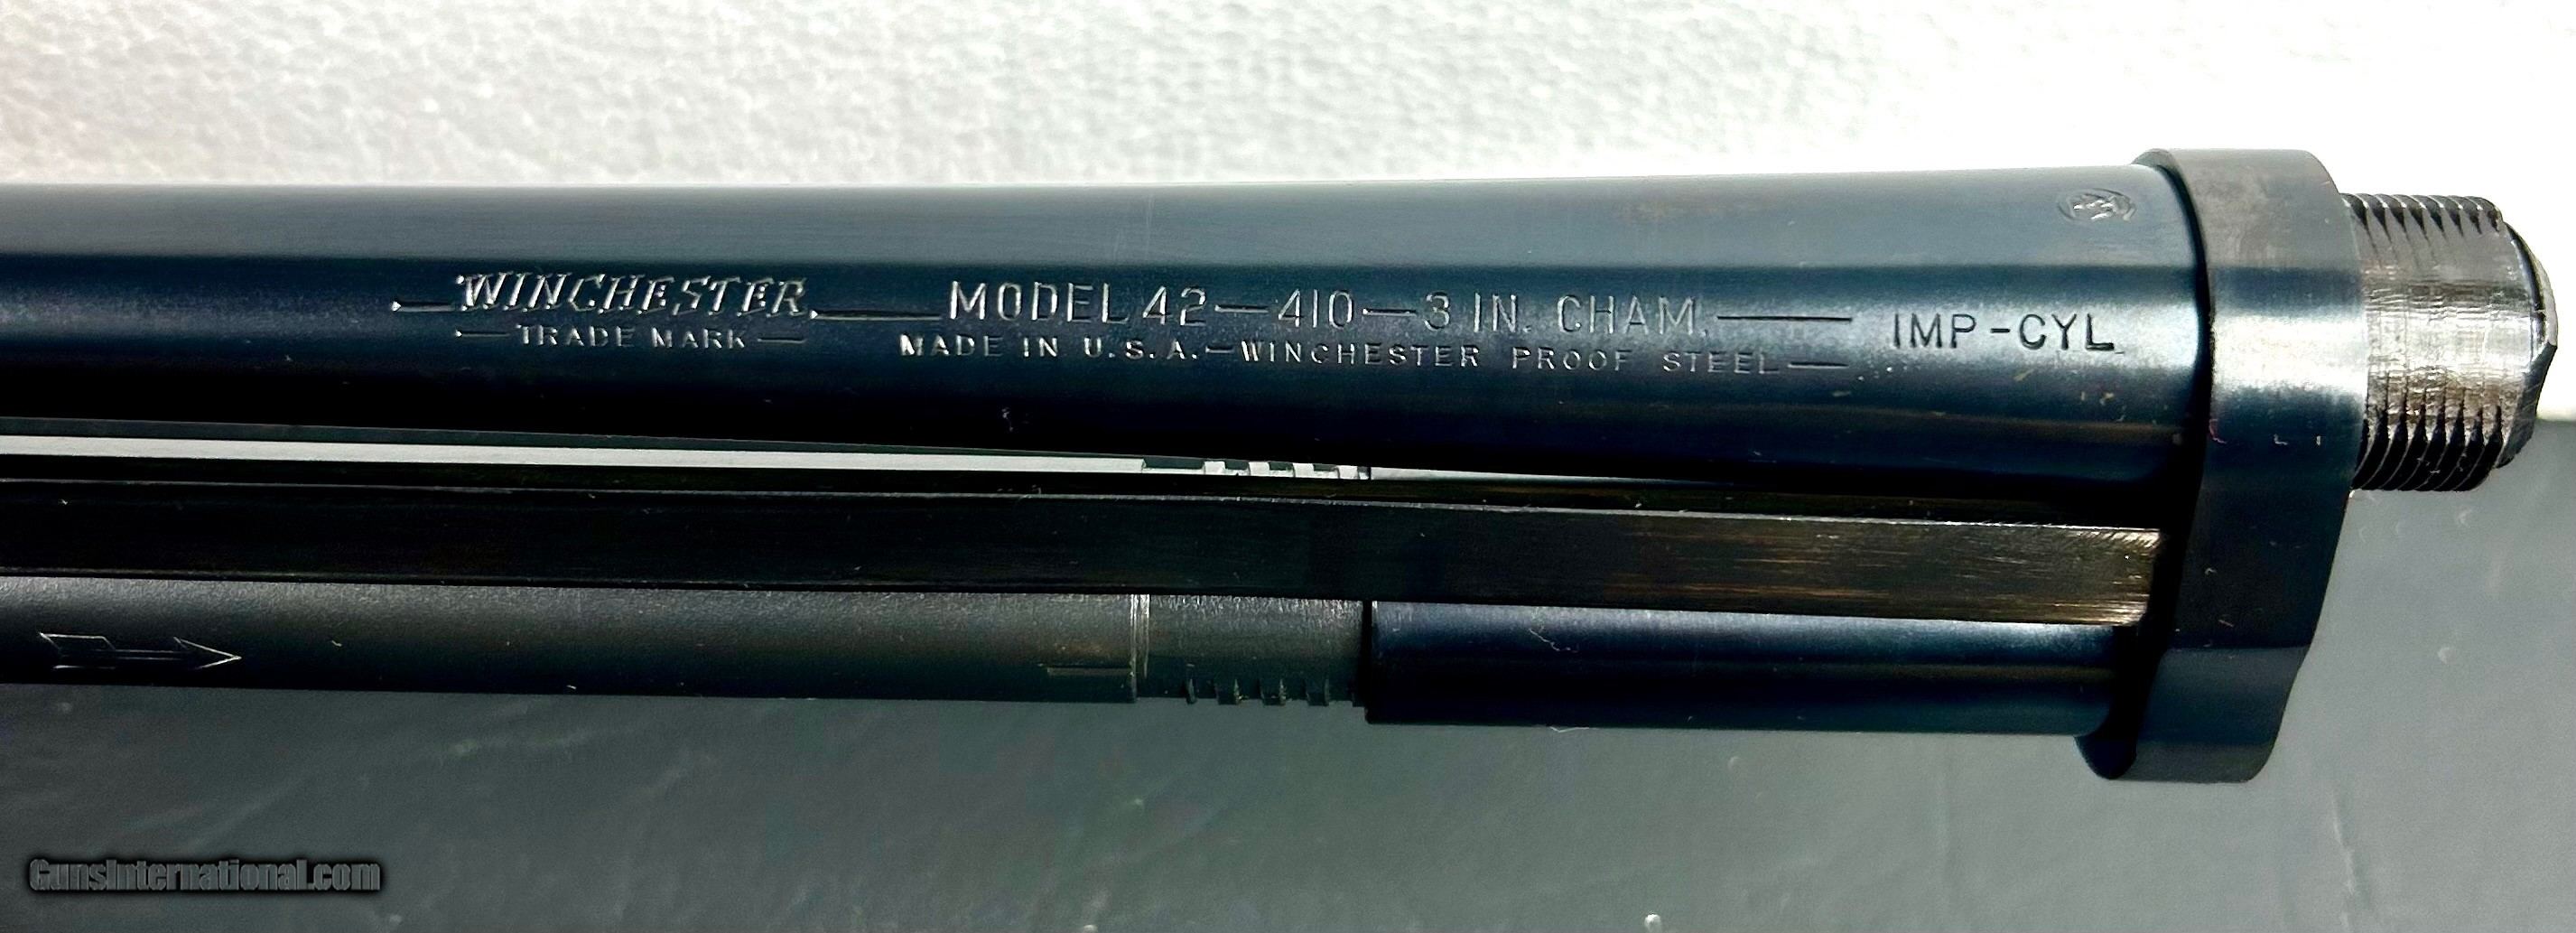 WINCHESTER MODEL 42-410-3 IN. CHAM. IMP-CYL
-TRADE MARK- MADE IN U.S.A.-WINCHESTER PROOF STEEL-
GunsInternational.com